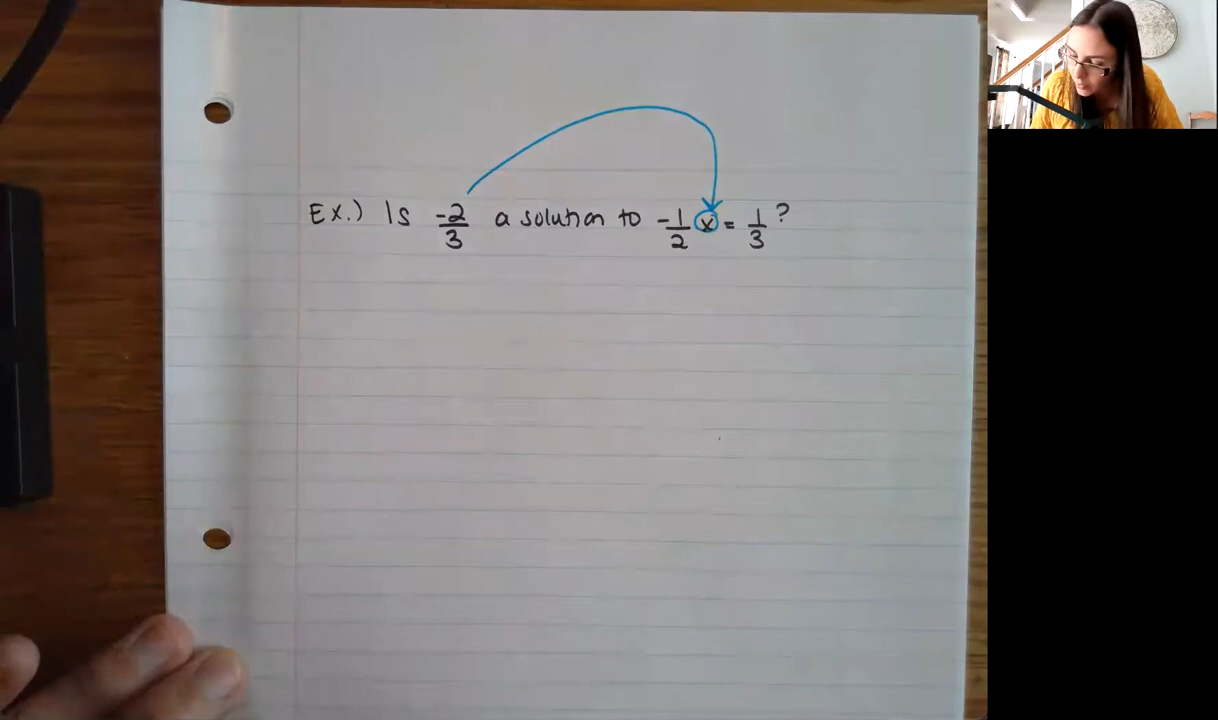 Ex.) Is -2/3 a solution to -1/2 x = 1/3 ?